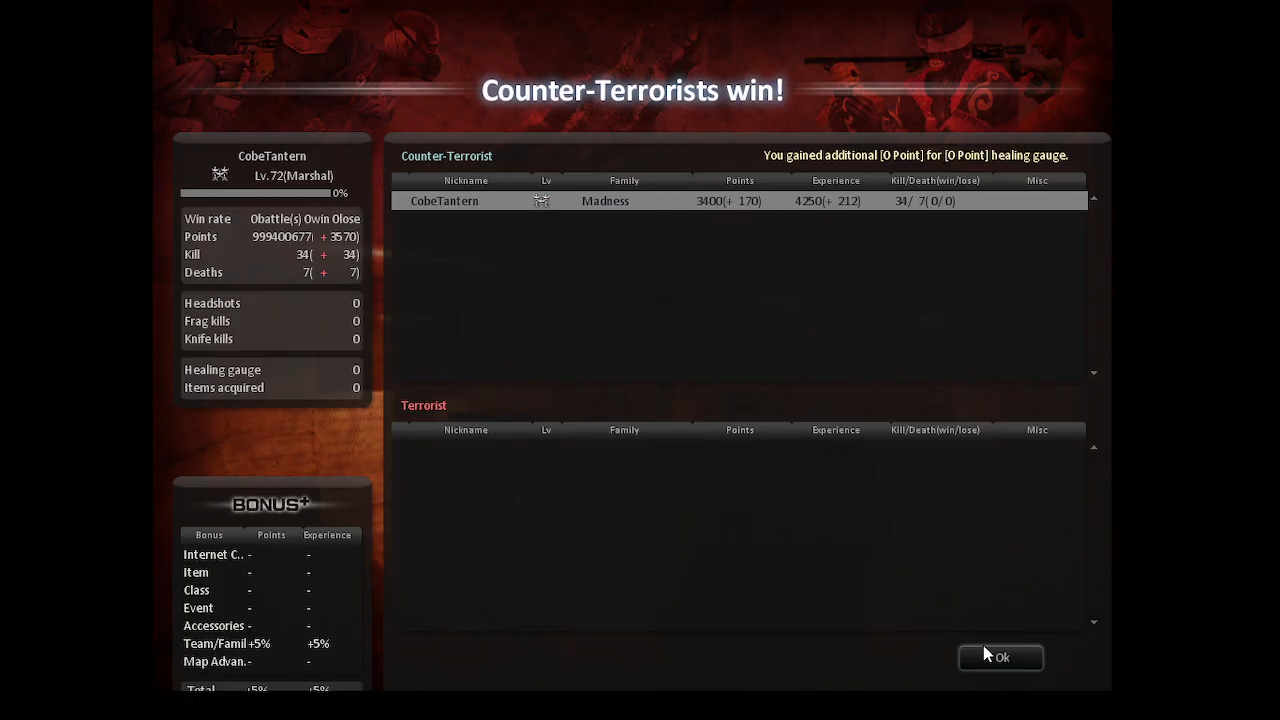 Counter-Terrorists win!
CobeTantern
Lv.72(Marshal)
0%
Win rate 0battle(s) 0win 0lose
Points 999400677( + 3570)
Kill 34( + 34)
Deaths 7( + 7)
Headshots 0
Frag kills 0
Knife kills 0
Healing gauge 0
Items acquired 0
BONUS+
Bonus Points Experience
Internet C.. - -
Item - -
Class - -
Event - -
Accessories - -
Team/Famil +5% +5%
Map Advan. - -
Total +5% +5%
Counter-Terrorist You gained additional [0 Point] for [0 Point] healing gauge.
Nickname Lv Family Points Experience Kill/Death(win/lose) Misc
CobeTantern Madness 3400(+ 170) 4250(+ 212) 34/ 7( 0/ 0)
Terrorist
Nickname Lv Family Points Experience Kill/Death(win/lose) Misc
Ok